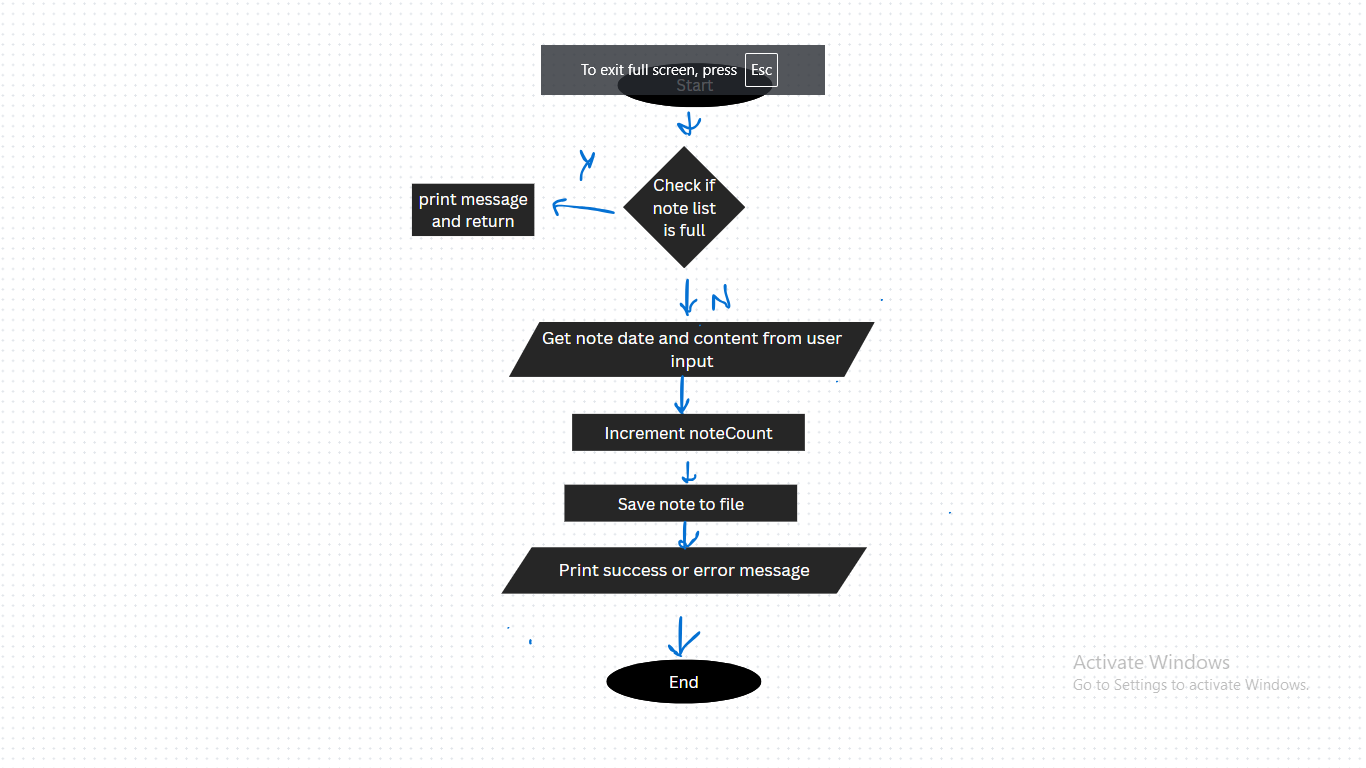 To exit full screen, press Esc
Start
Y
Check if
note list
is full
print message
and return
N
Get note date and content from user
input
Increment noteCount
Save note to file
Print success or error message
End
Activate Windows
Go to Settings to activate Windows.